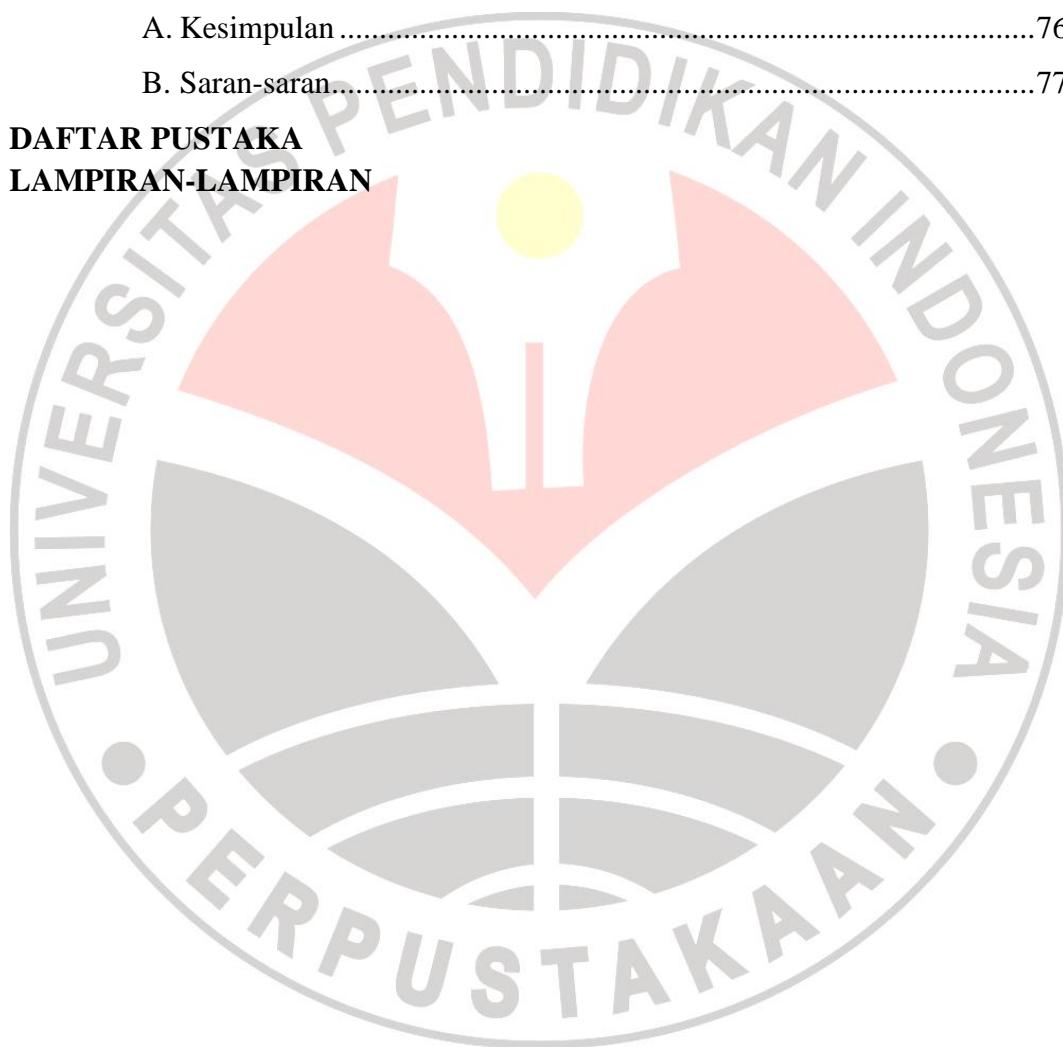 A. Kesimpulan ........................................................................................76
B. Saran-saran.........................................................................................77
DAFTAR PUSTAKA
LAMPIRAN-LAMPIRAN
UNIVERSITAS PENDIDIKAN INDONESIA
PERPUSTAKAAN